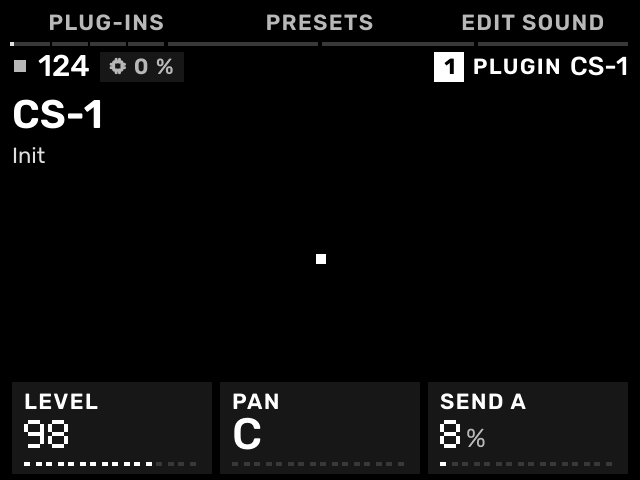 PLUG-INS PRESETS EDIT SOUND
124 0 % 1 PLUGIN CS-1
CS-1
Init
LEVEL PAN SEND A
98 C 8 %